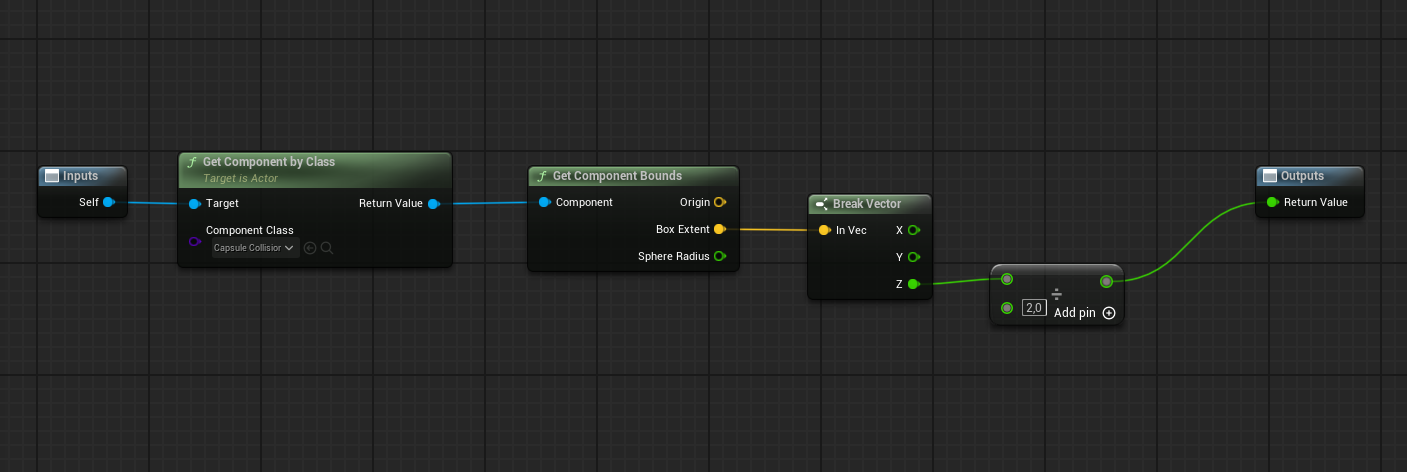 Inputs
Self
f Get Component by Class
Target is Actor
Target
Return Value
Component Class
Capsule Collisior
f Get Component Bounds
Component
Origin
Box Extent
Sphere Radius
Break Vector
In Vec
X
Y
Z
÷
2,0
Add pin
Outputs
Return Value